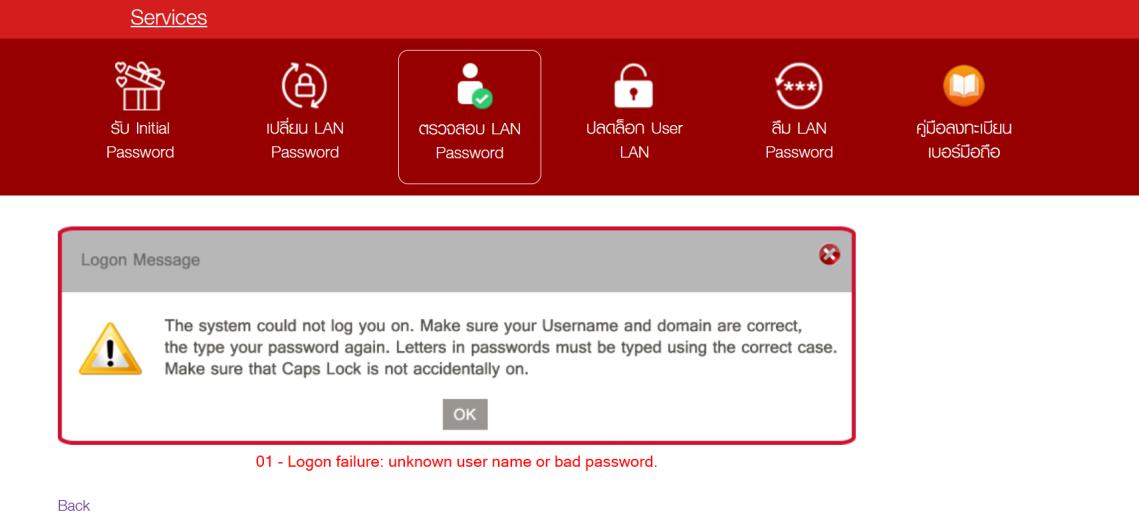 Services
รับ Initial
Password
เปลี่ยน LAN
Password
ตรวจสอบ LAN
Password
ปลดล็อก User
LAN
***
ลืม LAN
Password
คู่มือลงทะเบียน
เบอร์มือถือ
Logon Message
The system could not log you on. Make sure your Username and domain are correct,
the type your password again. Letters in passwords must be typed using the correct case.
Make sure that Caps Lock is not accidentally on.
OK
01 - Logon failure: unknown user name or bad password.
Back